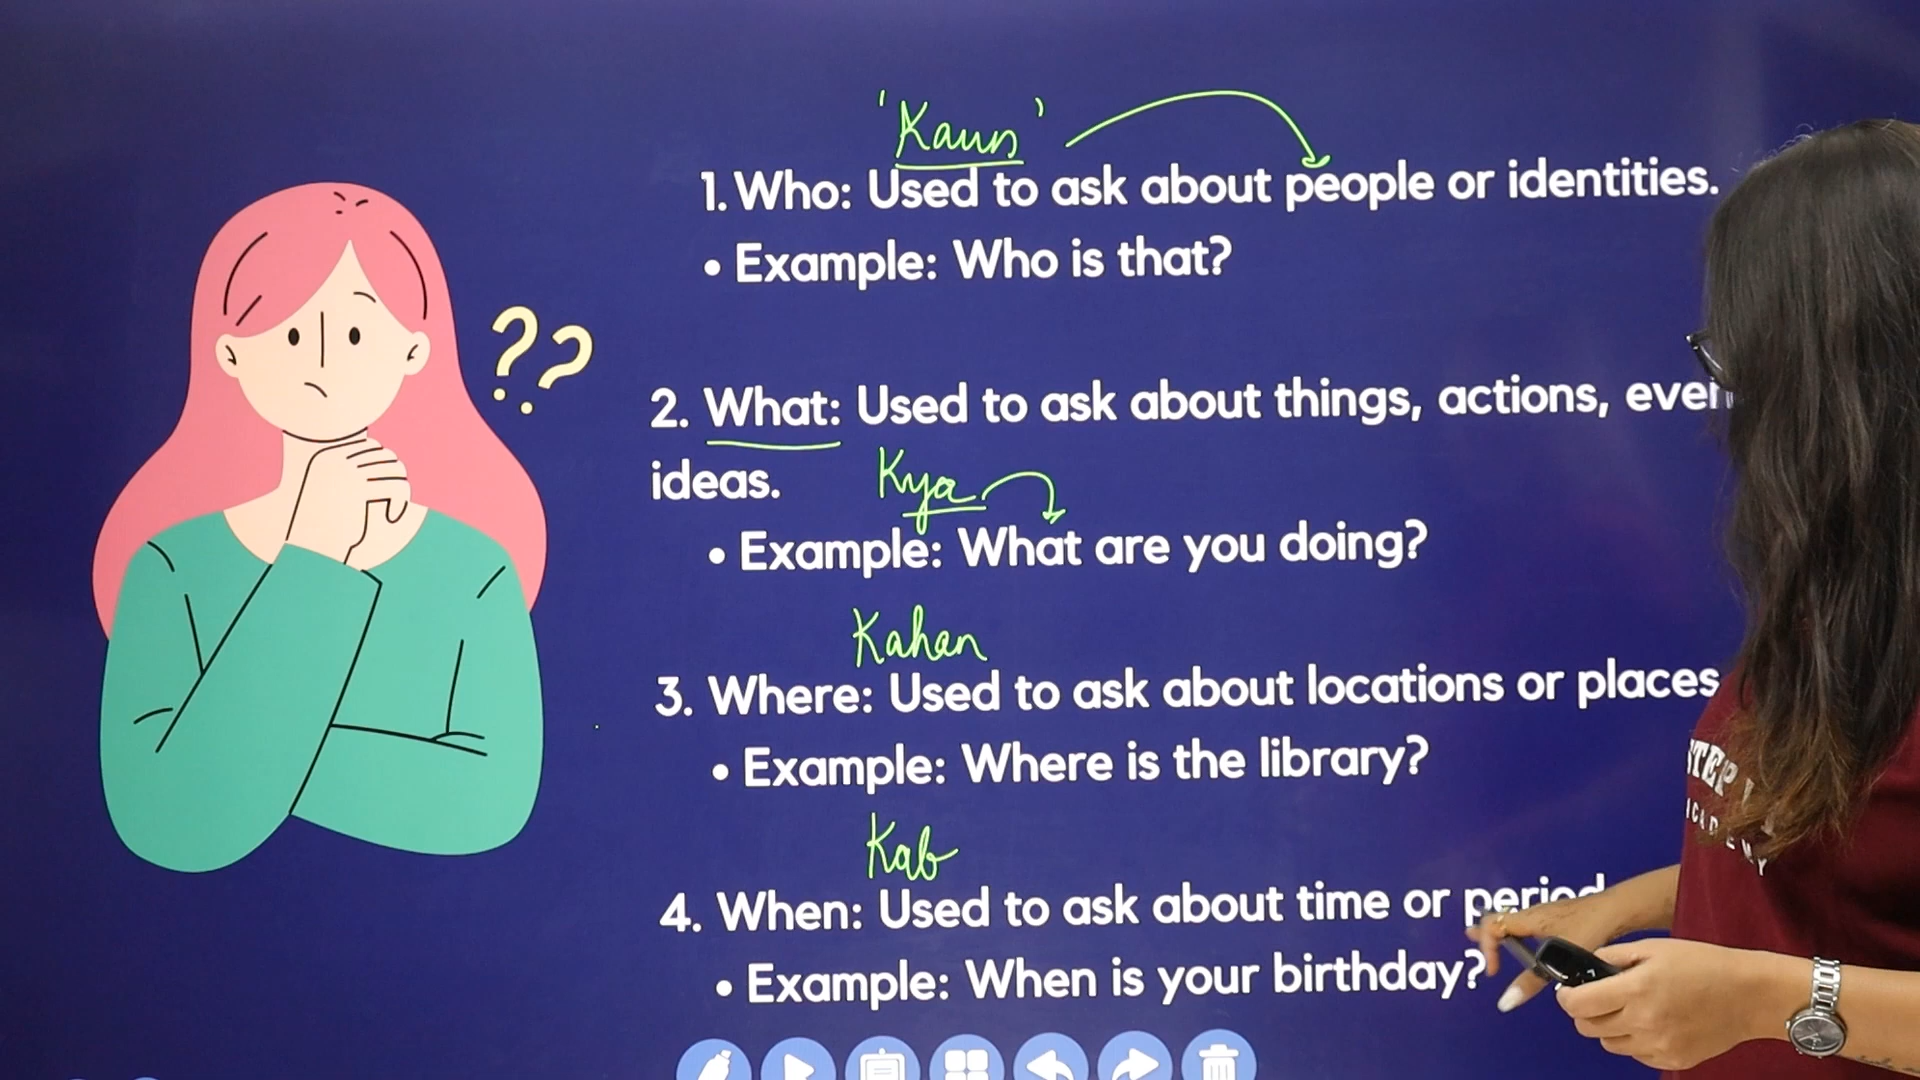 'Kaun'
1. Who: Used to ask about people or identities.
• Example: Who is that?
??
2. What: Used to ask about things, actions,
ideas.
Kya
• Example: What are you doing?
Kahan
3. Where: Used to ask about locations or places
• Example: Where is the library?
Kab
4. When: Used to ask about time or period
• Example: When is your birthday?